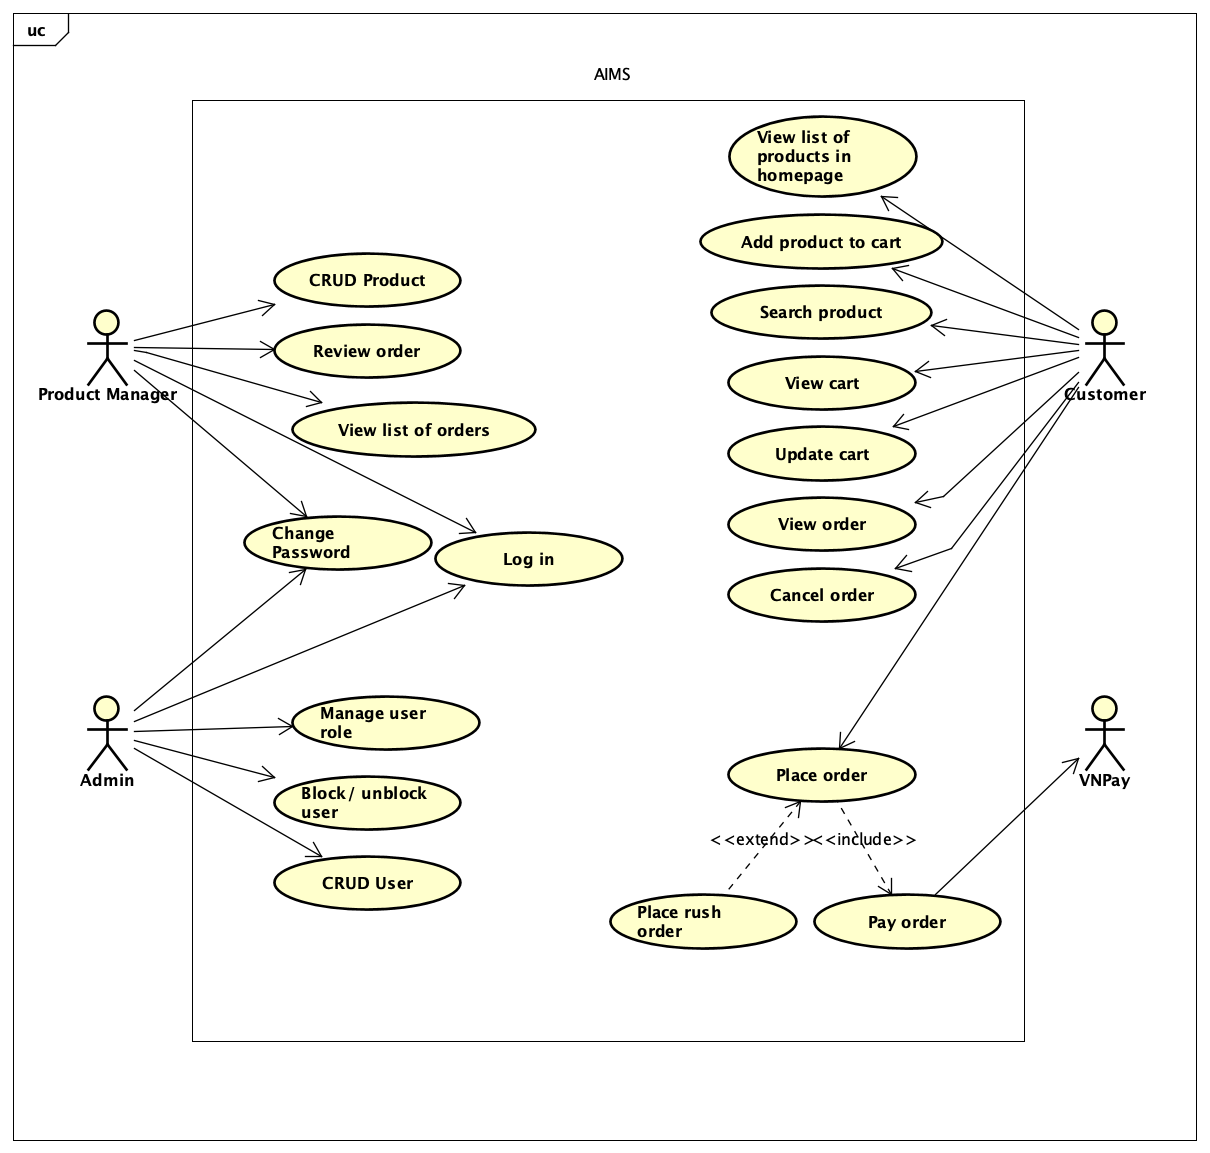 uc
AIMS
View list of
products in
homepage
Add product to cart
CRUD Product
Search product
Review order
Product Manager
View cart
Customer
View list of orders
Update cart
View order
Change
Password
Log in
Cancel order
Manage user
role
Admin
Place order
VNPay
Block/ unblock
user
<<extend>>
<<include>>
CRUD User
Place rush
order
Pay order